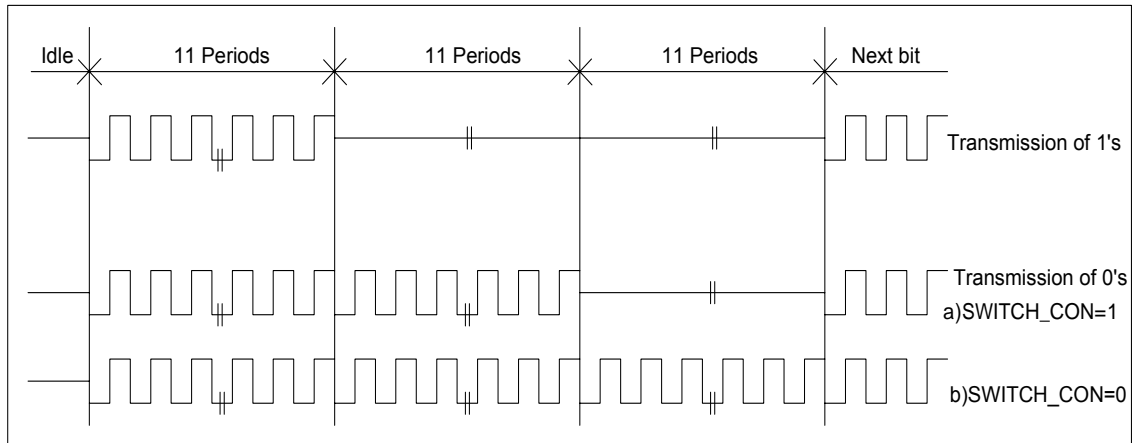 Idle 11 Periods 11 Periods 11 Periods Next bit
Transmission of 1's
Transmission of 0's
a)SWITCH_CON=1
b)SWITCH_CON=0